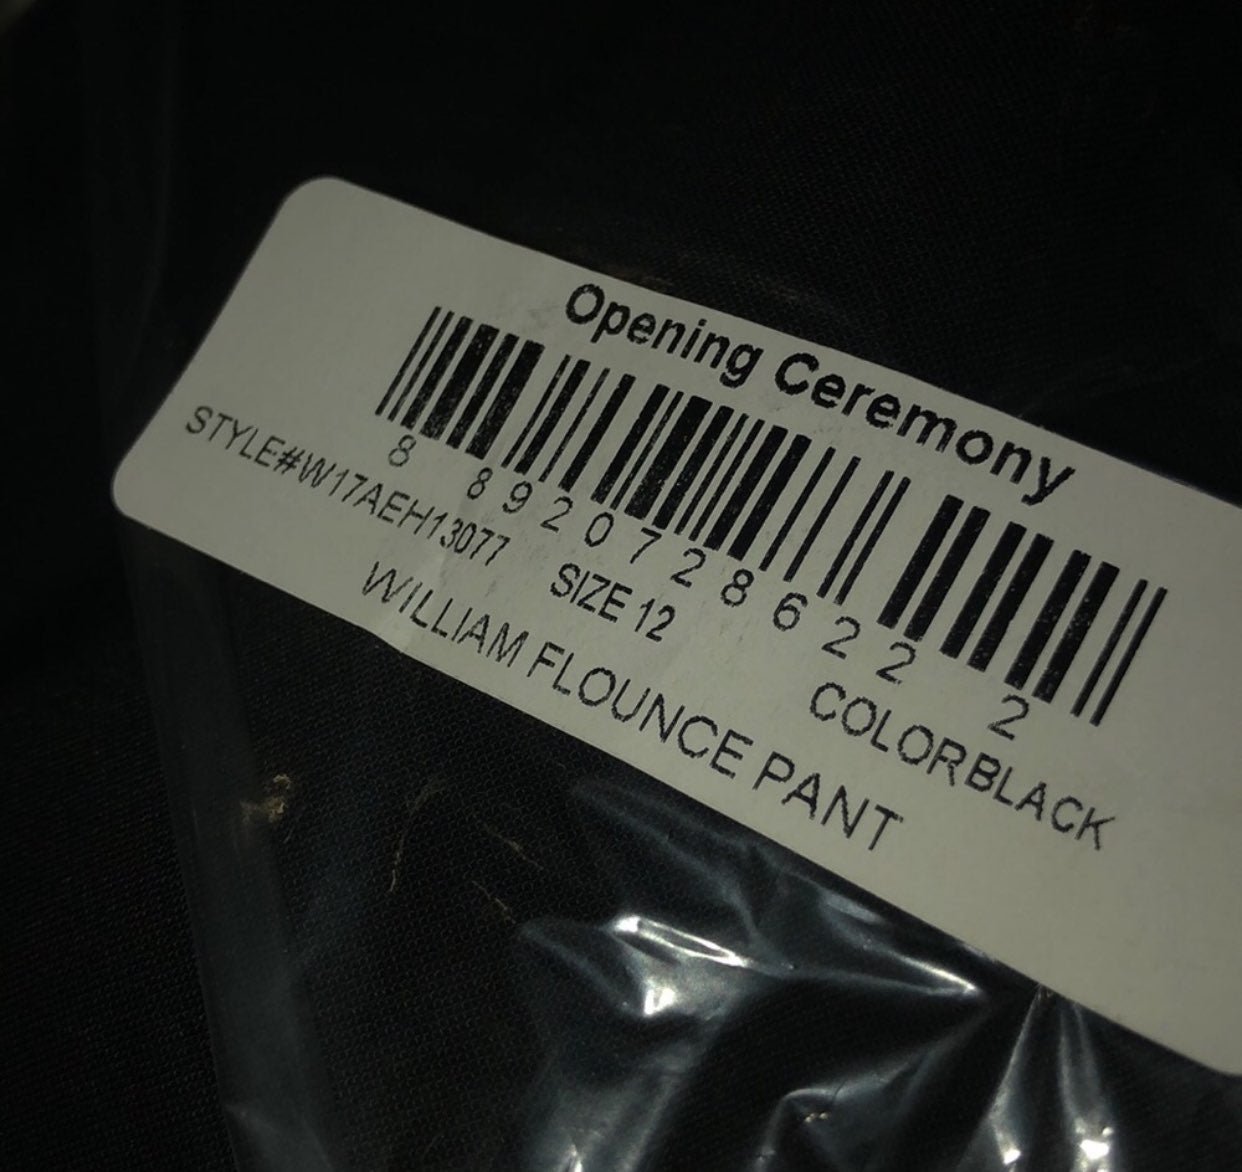 Opening Ceremony
8 89207 28622 2
STYLE#W17AEH13077 SIZE 12 COLORBLACK
WILLIAM FLOUNCE PANT